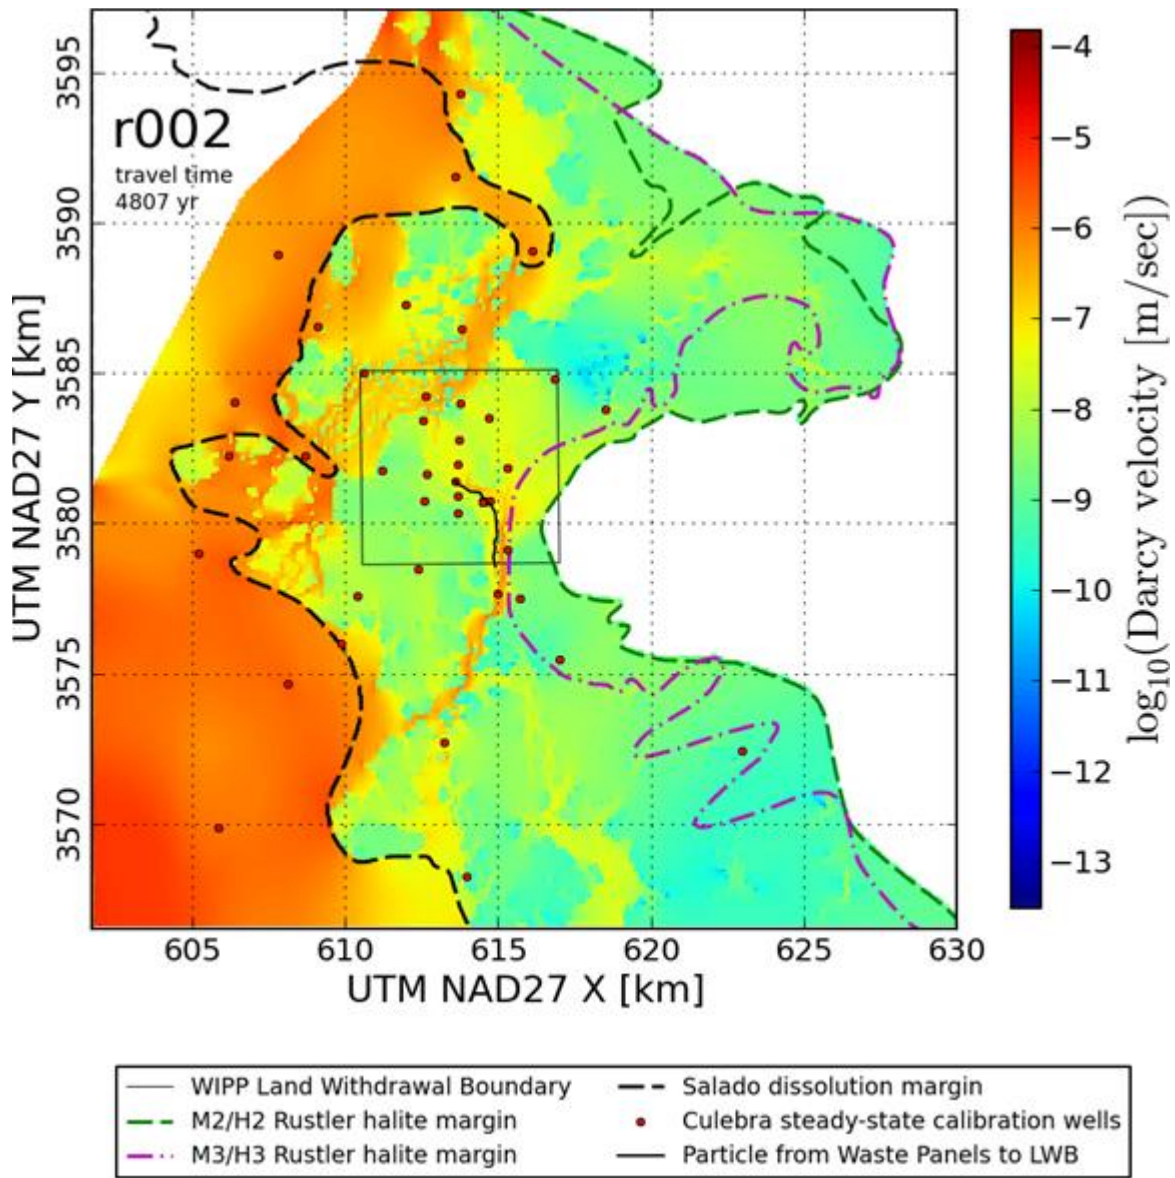 r002
travel time
4807 yr
3595
3590
3585
3580
3575
3570
UTM NAD27 Y [km]
605
610
615
620
625
630
UTM NAD27 X [km]
−4
−5
−6
−7
−8
−9
−10
−11
−12
−13
log10(Darcy velocity [m/sec])
WIPP Land Withdrawal Boundary
M2/H2 Rustler halite margin
M3/H3 Rustler halite margin
Salado dissolution margin
Culebra steady-state calibration wells
Particle from Waste Panels to LWB